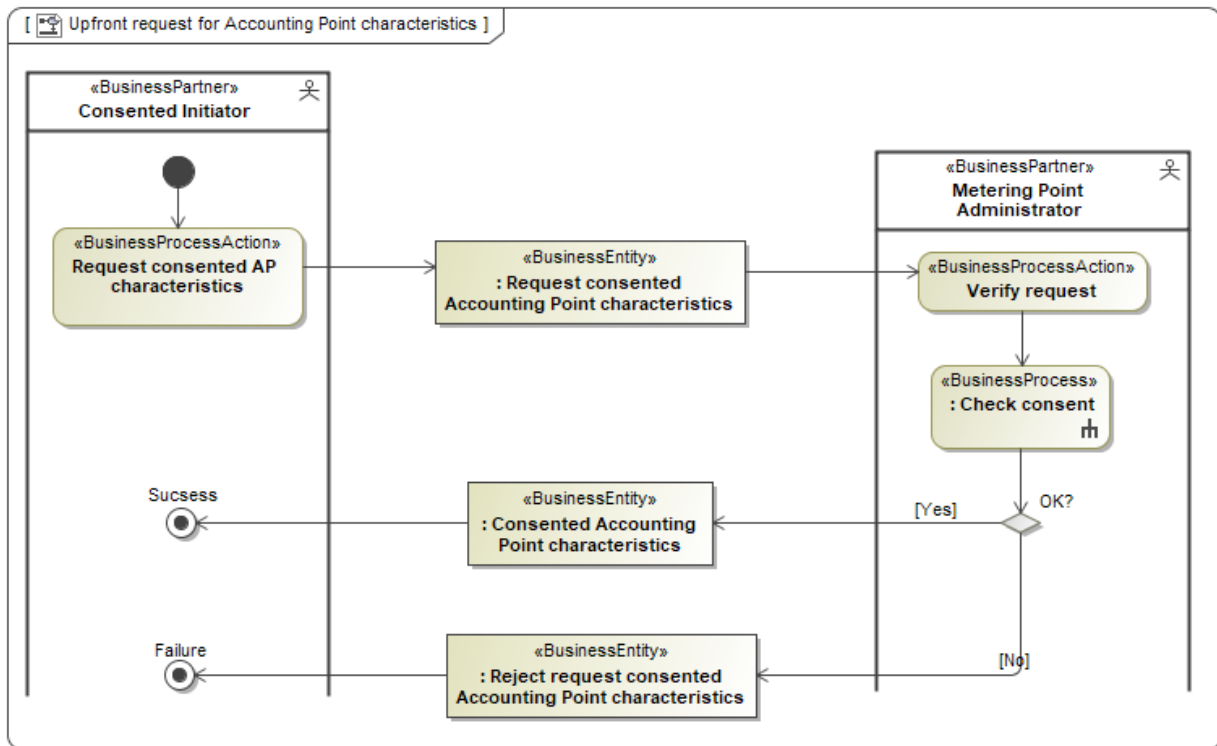 [ Upfront request for Accounting Point characteristics ]
«BusinessPartner»
Consented Initiator
«BusinessPartner»
Metering Point
Administrator
«BusinessProcessAction»
Request consented AP
characteristics
«BusinessEntity»
: Request consented
Accounting Point characteristics
«BusinessProcessAction»
Verify request
«BusinessProcess»
: Check consent
OK?
[Yes]
«BusinessEntity»
: Consented Accounting
Point characteristics
Sucsess
[No]
«BusinessEntity»
: Reject request consented
Accounting Point characteristics
Failure